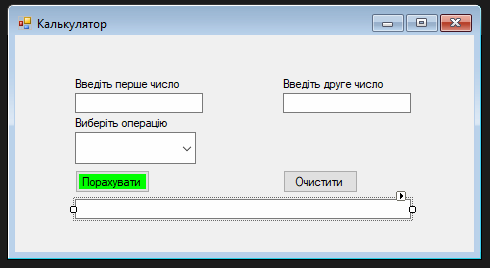 Калькулятор
Введіть перше число
Введіть друге число
Виберіть операцію
Порахувати
Очистити